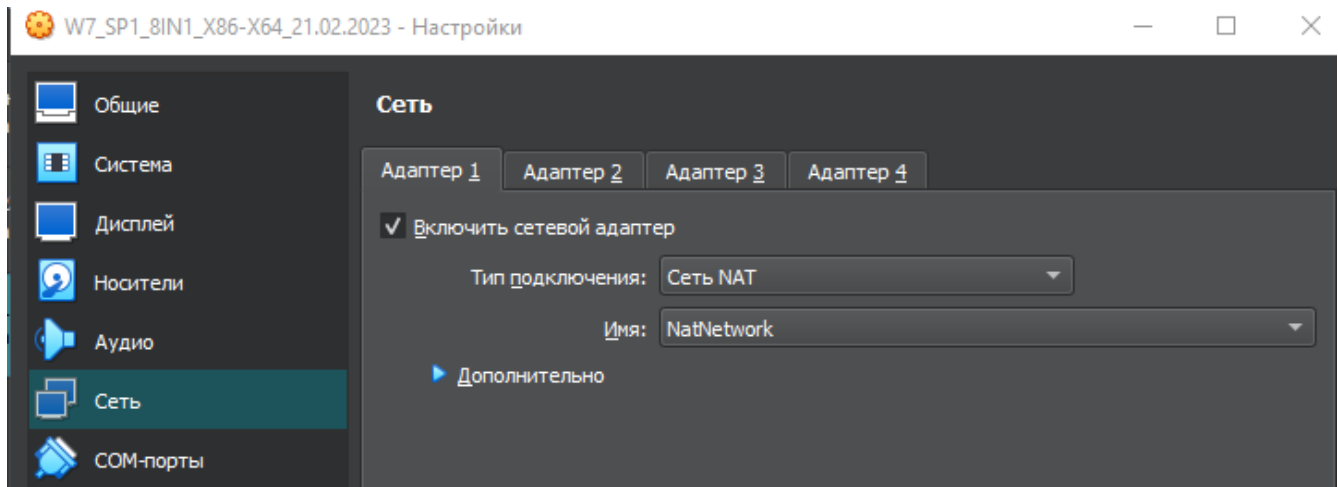 W7_SP1_8IN1_X86-X64_21.02.2023 - Настройки
Общие
Система
Дисплей
Носители
Аудио
Сеть
COM-порты
Сеть
Адаптер 1 Адаптер 2 Адаптер 3 Адаптер 4
Включить сетевой адаптер
Тип подключения: Сеть NAT
Имя: NatNetwork
Дополнительно